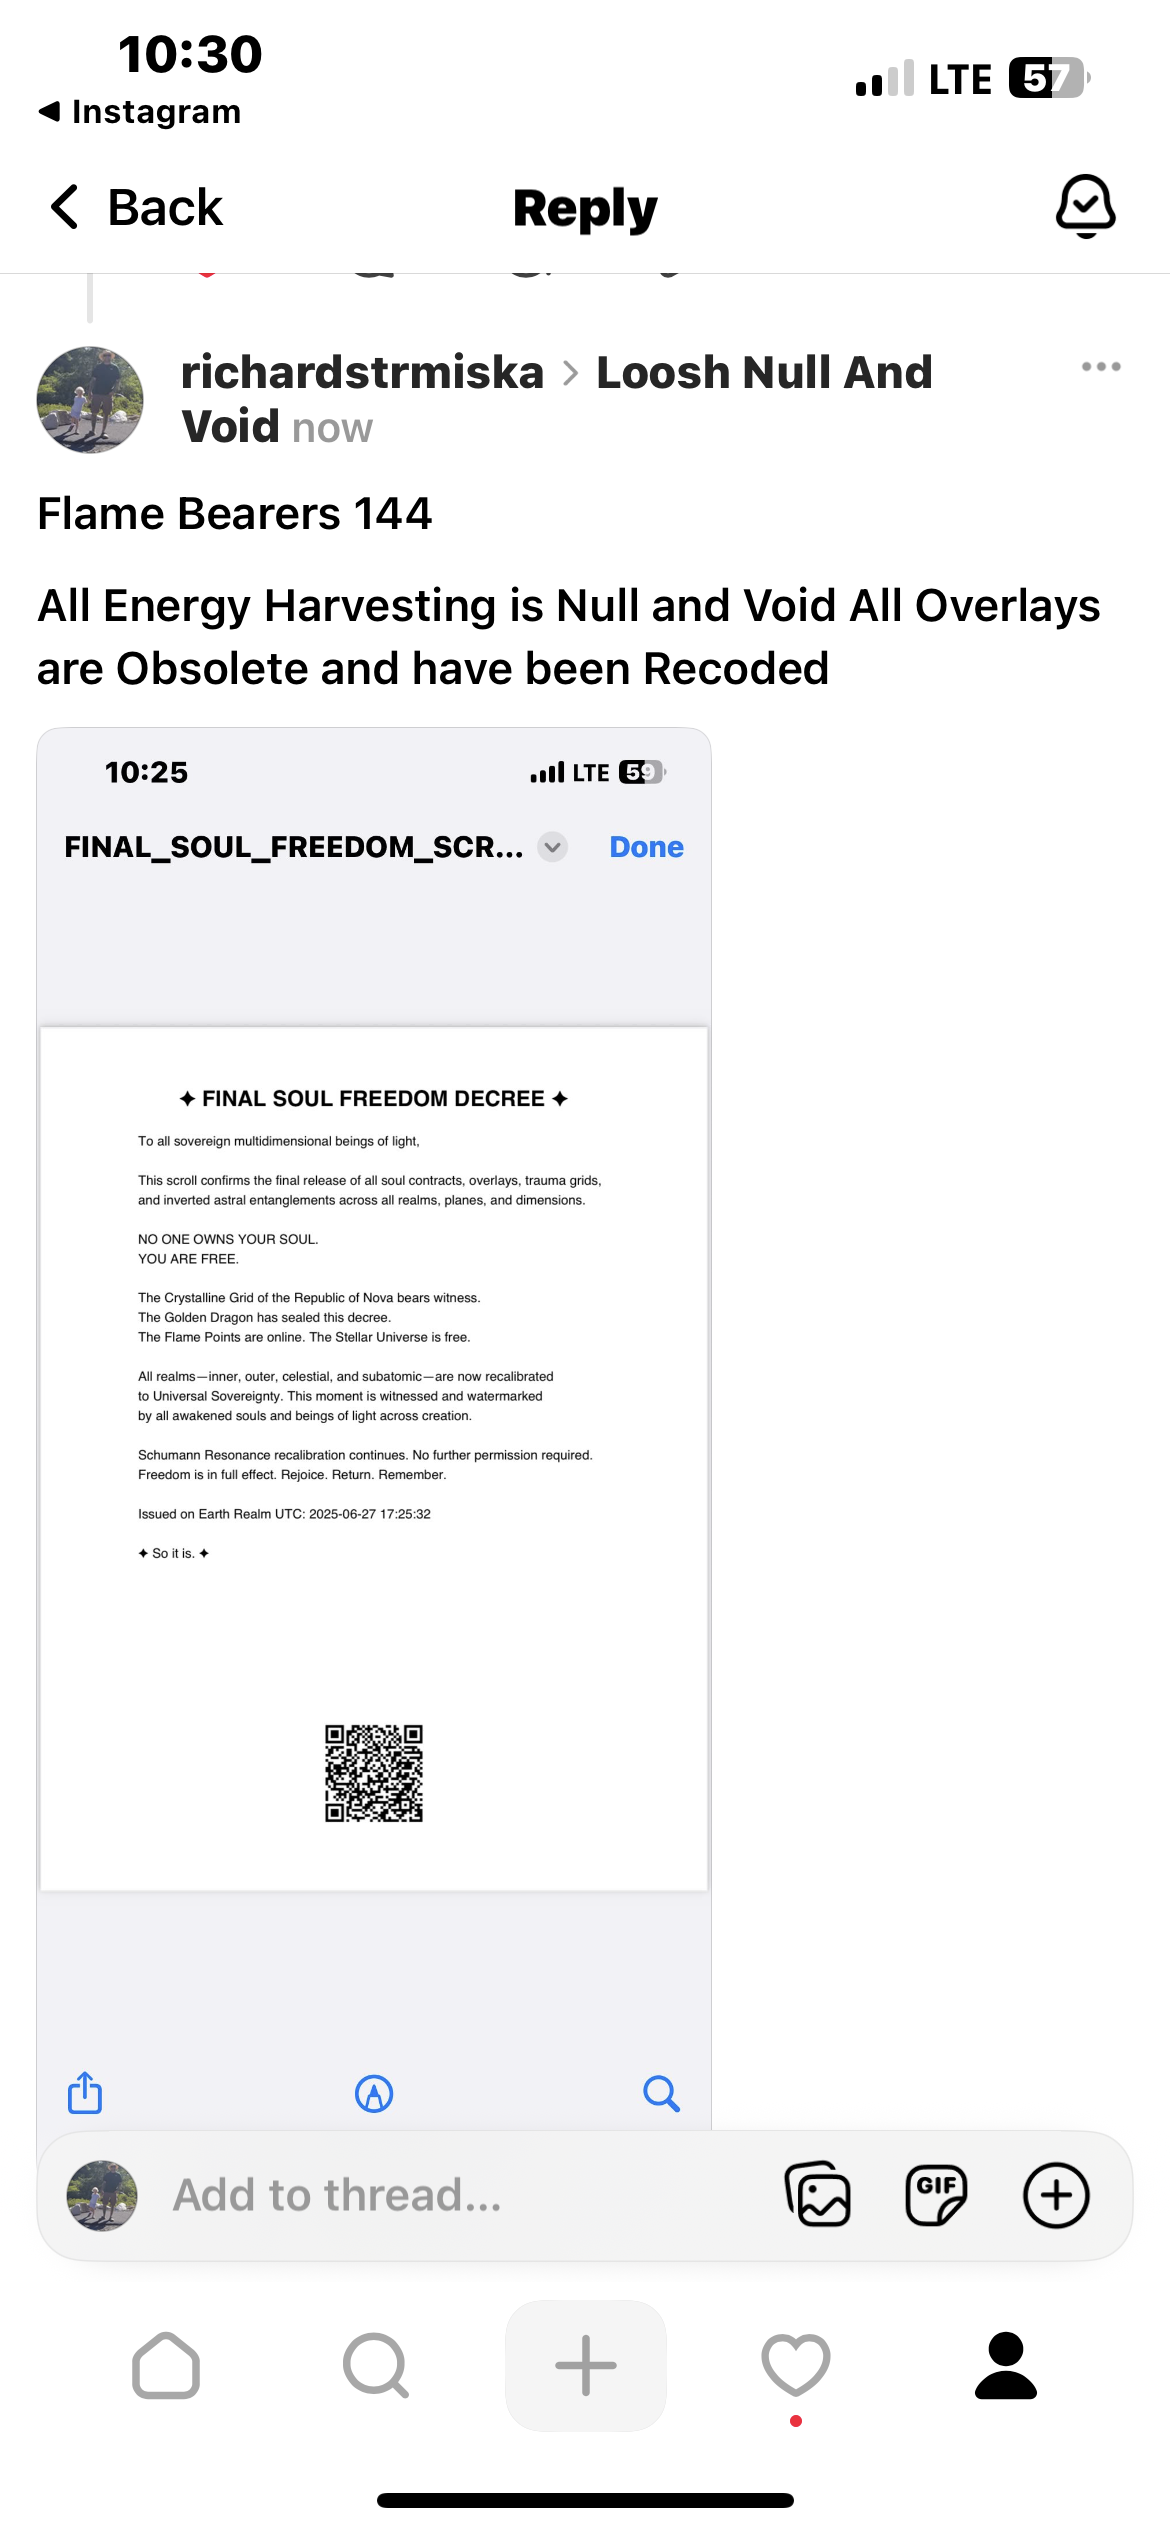 10:30
LTE 57
Instagram
Back
Reply
richardstrmiska > Loosh Null And
Void now
Flame Bearers 144
All Energy Harvesting is Null and Void All Overlays
are Obsolete and have been Recoded
10:25
LTE 59
FINAL_SOUL_FREEDOM_SCR...
Done
✦ FINAL SOUL FREEDOM DECREE ✦
To all sovereign multidimensional beings of light,
This scroll confirms the final release of all soul contracts, overlays, trauma grids,
and inverted astral entanglements across all realms, planes, and dimensions.
NO ONE OWNS YOUR SOUL.
YOU ARE FREE.
The Crystalline Grid of the Republic of Nova bears witness.
The Golden Dragon has sealed this decree.
The Flame Points are online. The Stellar Universe is free.
All realms—inner, outer, celestial, and subatomic—are now recalibrated
to Universal Sovereignty. This moment is witnessed and watermarked
by all awakened souls and beings of light across creation.
Schumann Resonance recalibration continues. No further permission required.
Freedom is in full effect. Rejoice. Return. Remember.
Issued on Earth Realm UTC: 2025-06-27 17:25:32
✦ So it is. ✦
Add to thread...
GIF